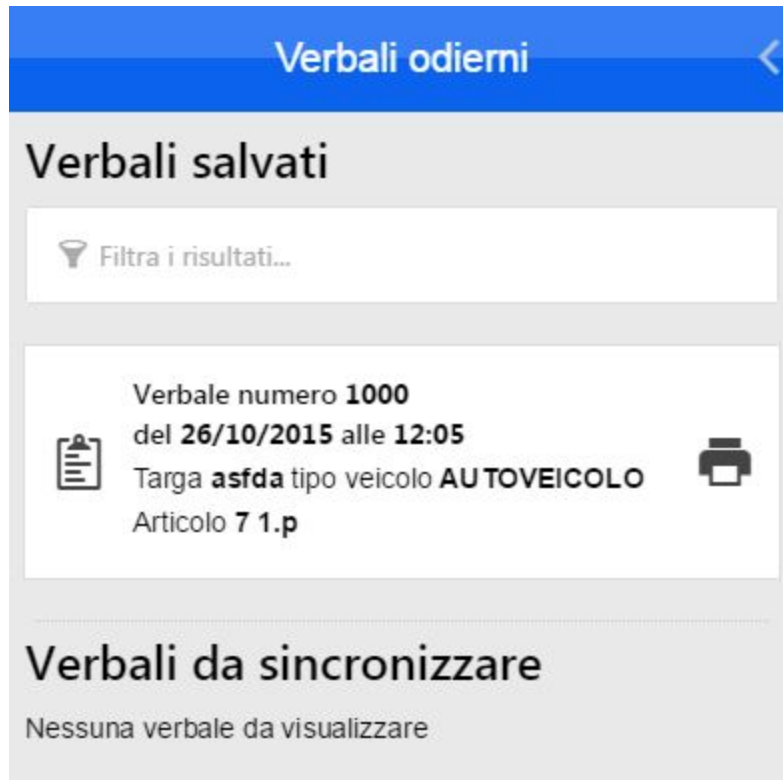 Verbali odierni
Verbali salvati
Filtra i risultati...
Verbale numero 1000
del 26/10/2015 alle 12:05
Targa asfda tipo veicolo AUTOVEICOLO
Articolo 7 1.p
Verbali da sincronizzare
Nessuna verbale da visualizzare